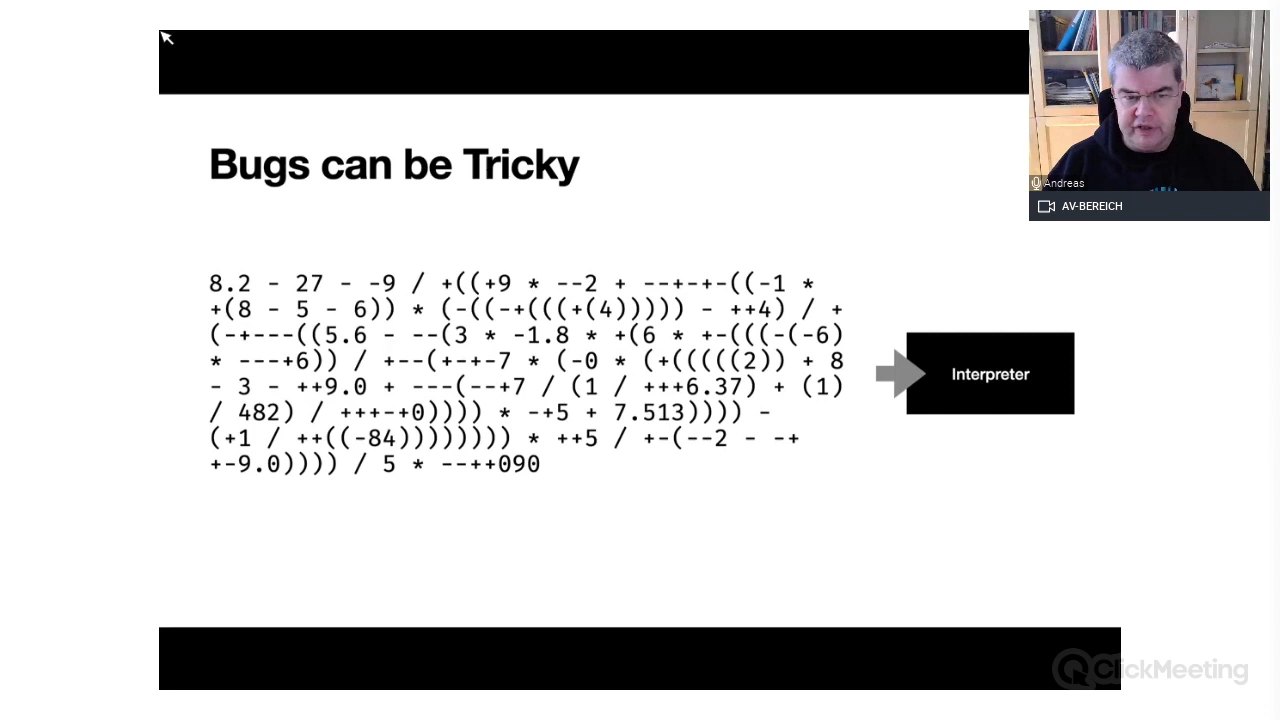 Bugs can be Tricky
8.2 - 27 - -9 / +((+9 * --2 + --+-+-((-1 *
+(8 - 5 - 6)) * (-((-+(((+(4))))) - ++4) / +
(-+---((5.6 - --(3 * -1.8 * +(6 * +-(((-(-6)
* ---+6)) / +--(+-+-7 * (-0 * (+(((((2)) + 8
- 3 - ++9.0 + ---(--+7 / (1 / +++6.37) + (1)
/ 482) / +++-+0)))) * -+5 + 7.513)))) -
(+1 / ++((-84)))))))) * ++5 / +-(--2 - -+
+-9.0)))) / 5 * --++090
Interpreter
Andreas
AV-BEREICH
ClickMeeting